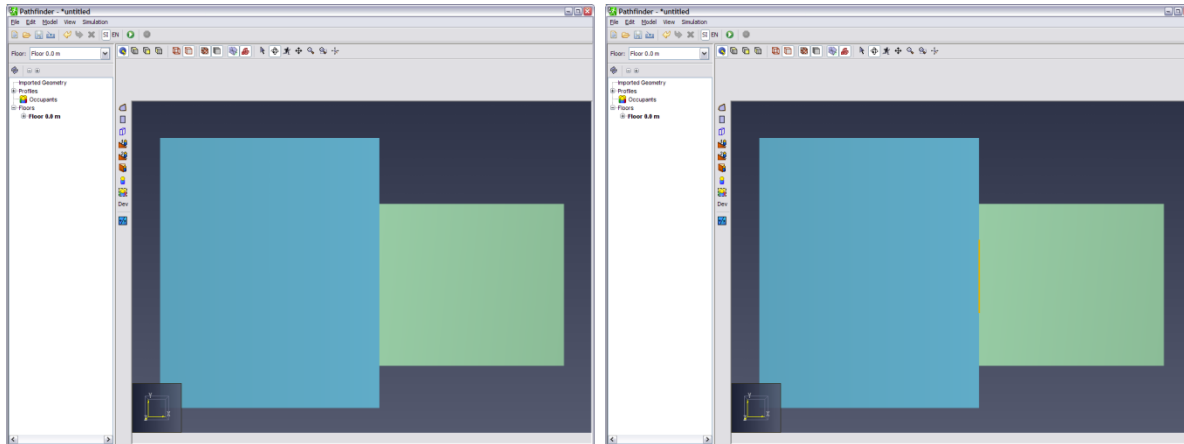 Pathfinder - *untitled
File Edit Model View Simulation
SI EN
Floor: Floor 0.0 m
Imported Geometry
Profiles
Occupants
Floors
Floor 0.0 m
Dev
Y
X
Pathfinder - *untitled
File Edit Model View Simulation
SI EN
Floor: Floor 0.0 m
Imported Geometry
Profiles
Occupants
Floors
Floor 0.0 m
Dev
Y
X